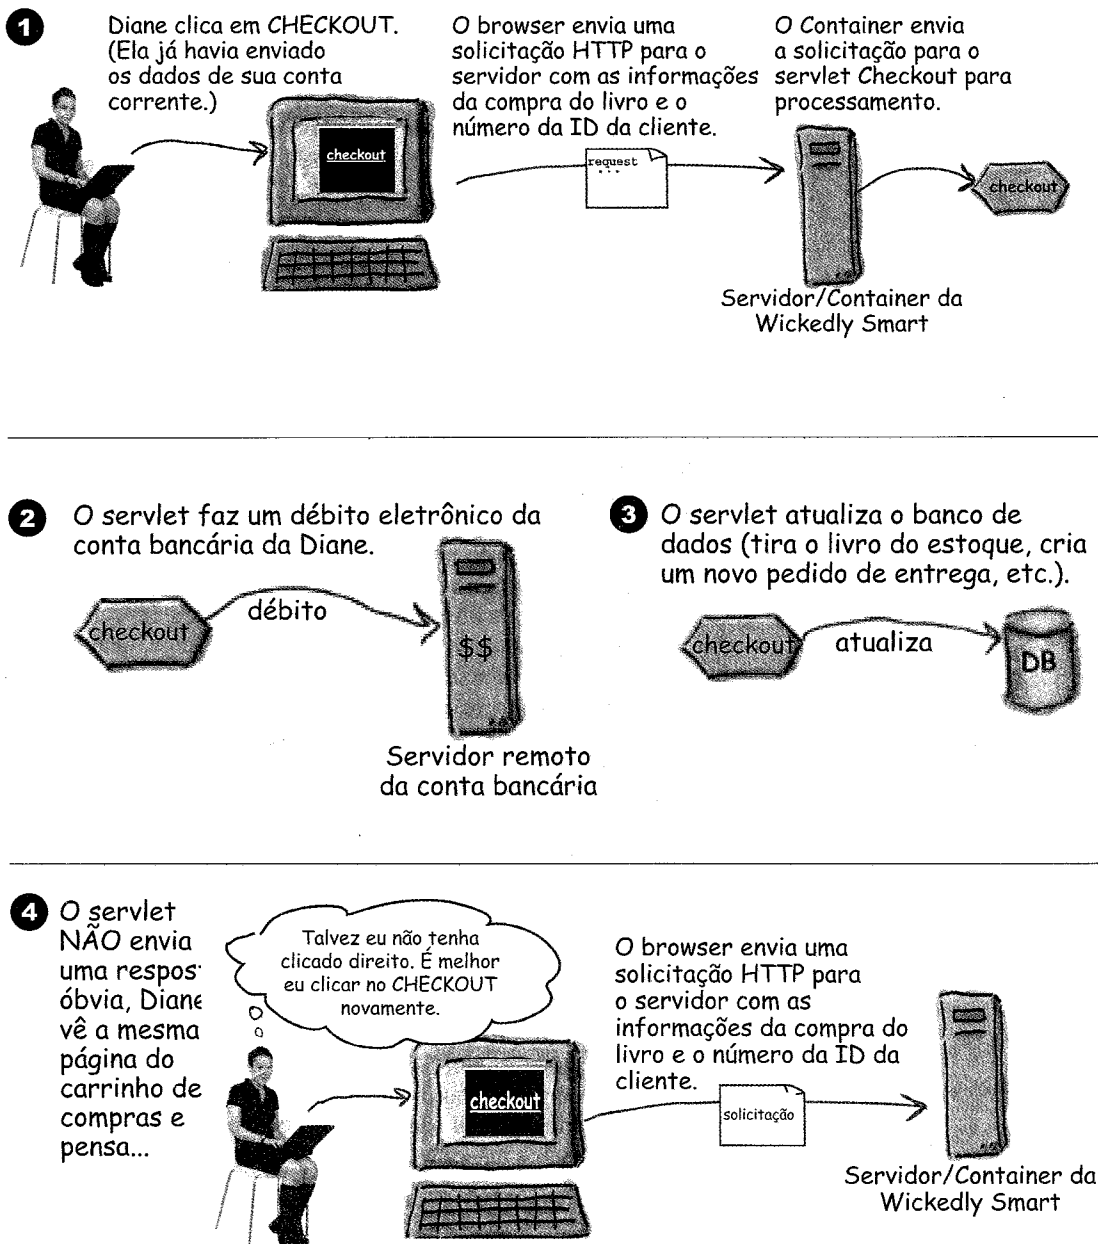 1
Diane clica em CHECKOUT.
(Ela já havia enviado
os dados de sua conta
corrente.)
checkout
O browser envia uma
solicitação HTTP para o
servidor com as informações
da compra do livro e o
número da ID da cliente.
request
...
O Container envia
a solicitação para o
servlet Checkout para
processamento.
checkout
Servidor/Container da
Wickedly Smart
2
O servlet faz um débito eletrônico da
conta bancária da Diane.
checkout
débito
$$
Servidor remoto
da conta bancária
3
O servlet atualiza o banco de
dados (tira o livro do estoque, cria
um novo pedido de entrega, etc.).
checkout
atualiza
DB
4
O servlet
NÃO envia
uma respos
óbvia, Diane
vê a mesma
página do
carrinho de
compras e
pensa...
Talvez eu não tenha
clicado direito. É melhor
eu clicar no CHECKOUT
novamente.
checkout
O browser envia uma
solicitação HTTP para
o servidor com as
informações da compra do
livro e o número da ID da
cliente.
solicitação
Servidor/Container da
Wickedly Smart